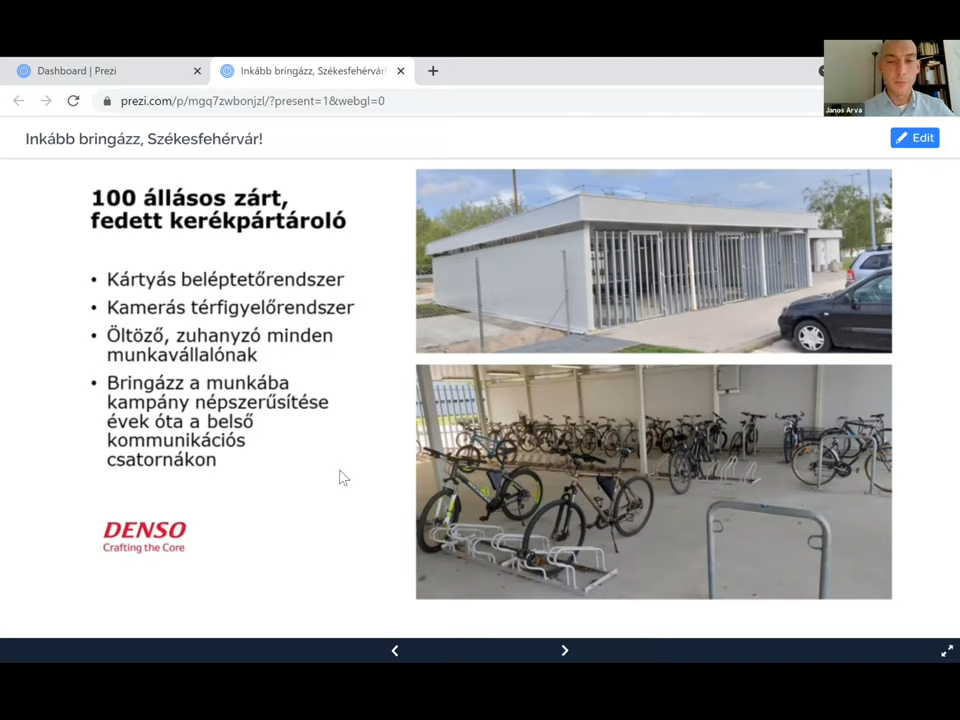 Dashboard | Prezi
Inkább bringázz, Székesfehérvár!
prezi.com/p/mgq7zwbonjzl/?present=1&webgl=0
Janos Arva
Inkább bringázz, Székesfehérvár!
Edit
100 állásos zárt,
fedett kerékpártároló
• Kártyás beléptetőrendszer
• Kamerás térfigyelőrendszer
• Öltöző, zuhanyzó minden
munkavállalónak
• Bringázz a munkába
kampány népszerűsítése
évek óta a belső
kommunikációs
csatornákon
DENSO
Crafting the Core